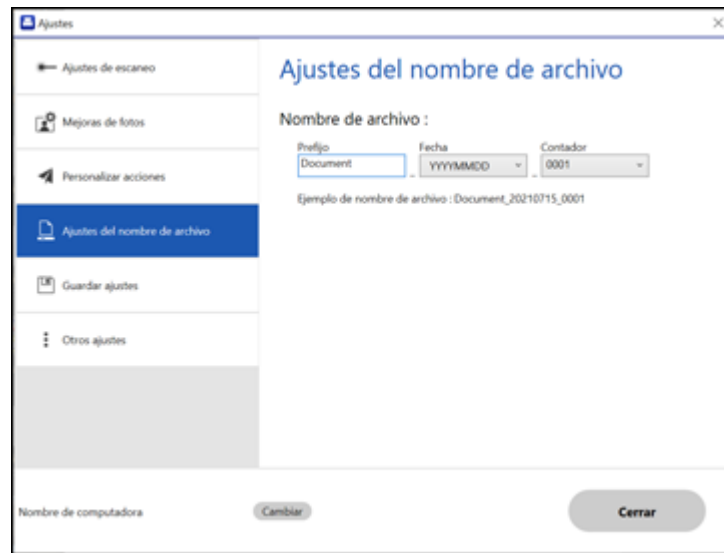 Ajustes
Ajustes de escaneo
Mejoras de fotos
Personalizar acciones
Ajustes del nombre de archivo
Guardar ajustes
Otros ajustes
Ajustes del nombre de archivo
Nombre de archivo :
Prefijo Fecha Contador
Document _ YYYYMMDD _ 0001
Ejemplo de nombre de archivo : Document_20210715_0001
Nombre de computadora Cambiar Cerrar